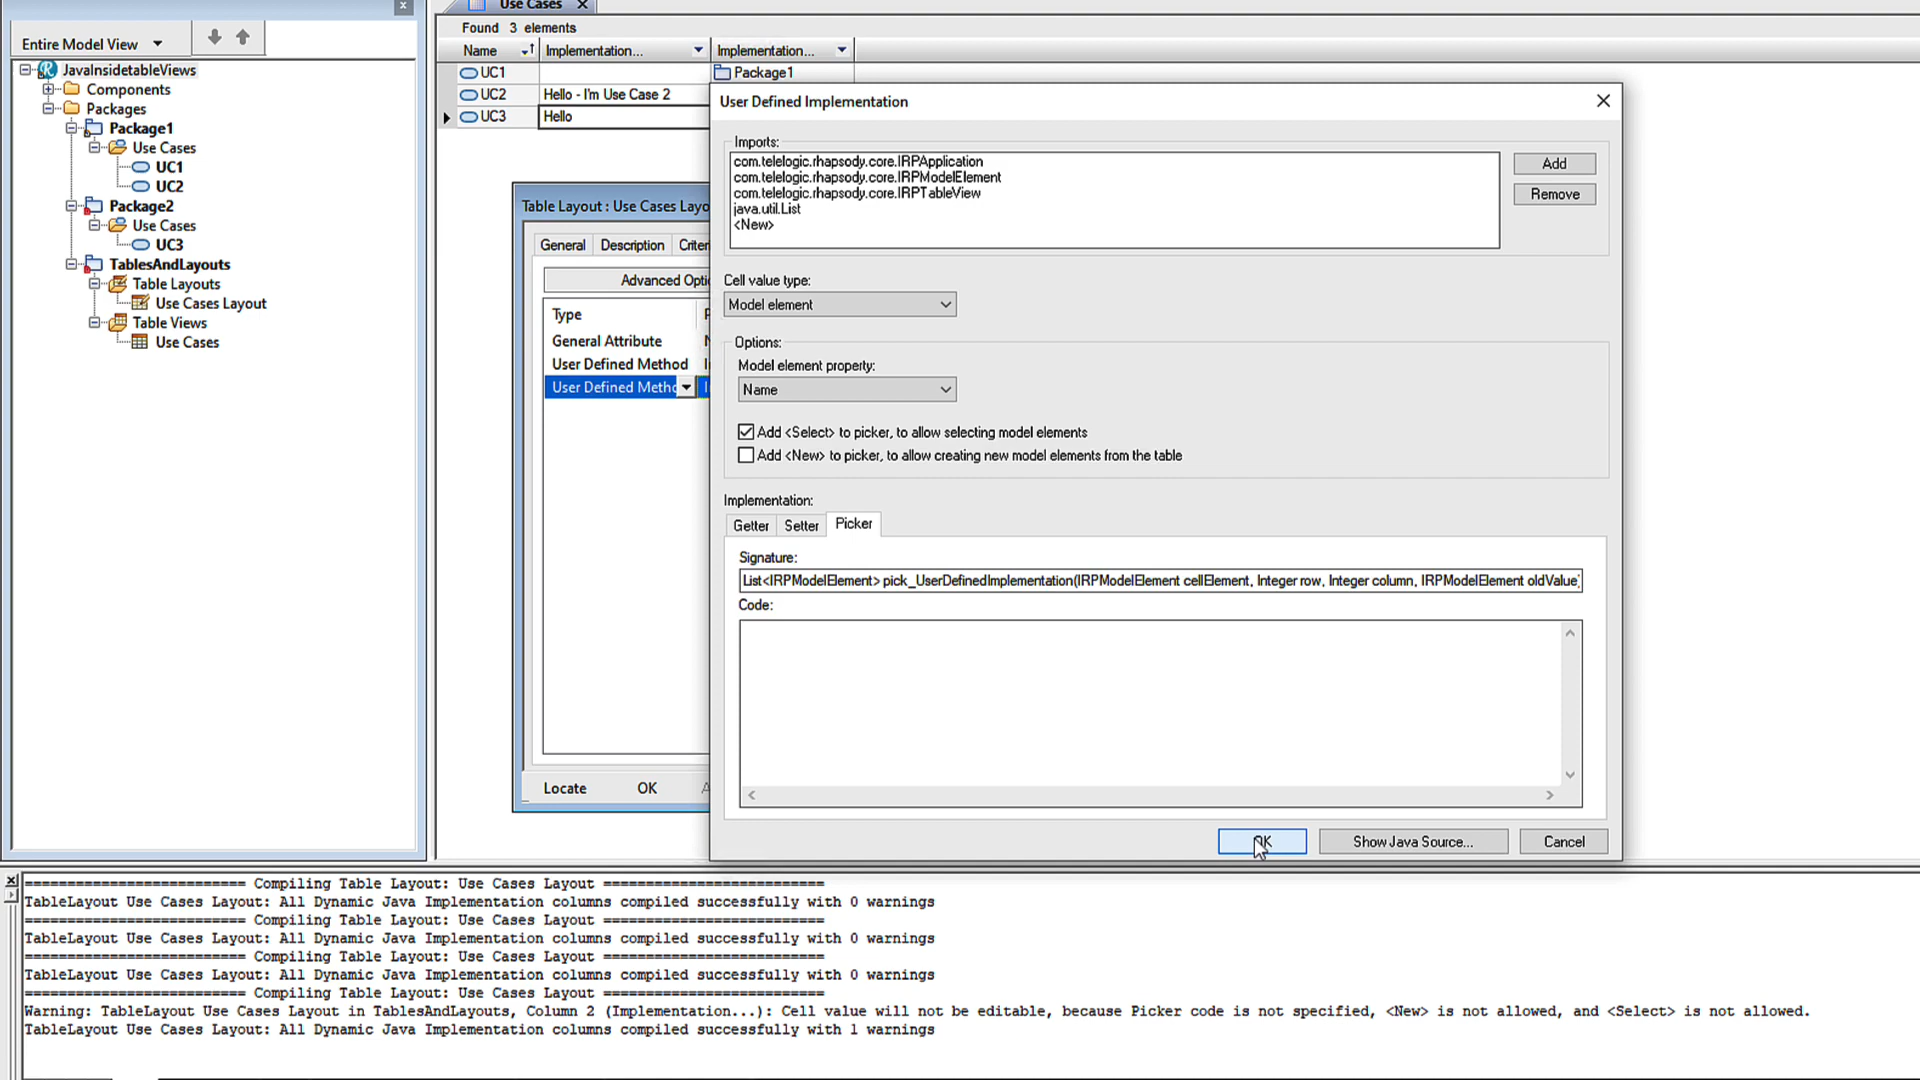 Entire Model View
JavaInsidetableViews
Components
Packages
Package1
Use Cases
UC1
UC2
Package2
Use Cases
UC3
TablesAndLayouts
Table Layouts
Use Cases Layout
Table Views
Use Cases
Use Cases
Found 3 elements
Name Implementation... Implementation...
UC1 Package1
UC2 Hello - I'm Use Case 2
UC3 Hello
Table Layout : Use Cases Layo
General Description Criter
Advanced Optic
Type
General Attribute
User Defined Method
User Defined Metho
Locate OK
User Defined Implementation
Imports:
com.telelogic.rhapsody.core.IRPApplication
com.telelogic.rhapsody.core.IRPModelElement
com.telelogic.rhapsody.core.IRPTableView
java.util.List
<New>
Add
Remove
Cell value type:
Model element
Options:
Model element property:
Name
Add <Select> to picker, to allow selecting model elements
Add <New> to picker, to allow creating new model elements from the table
Implementation:
Getter Setter Picker
Signature:
List<IRPModelElement> pick_UserDefinedImplementation(IRPModelElement cellElement, Integer row, Integer column, IRPModelElement oldValue)
Code:
OK Show Java Source... Cancel
========================= Compiling Table Layout: Use Cases Layout =========================
TableLayout Use Cases Layout: All Dynamic Java Implementation columns compiled successfully with 0 warnings
========================= Compiling Table Layout: Use Cases Layout =========================
TableLayout Use Cases Layout: All Dynamic Java Implementation columns compiled successfully with 0 warnings
========================= Compiling Table Layout: Use Cases Layout =========================
TableLayout Use Cases Layout: All Dynamic Java Implementation columns compiled successfully with 0 warnings
========================= Compiling Table Layout: Use Cases Layout =========================
Warning: TableLayout Use Cases Layout in TablesAndLayouts, Column 2 (Implementation...): Cell value will not be editable, because Picker code is not specified, <New> is not allowed, and <Select> is not allowed.
TableLayout Use Cases Layout: All Dynamic Java Implementation columns compiled successfully with 1 warnings